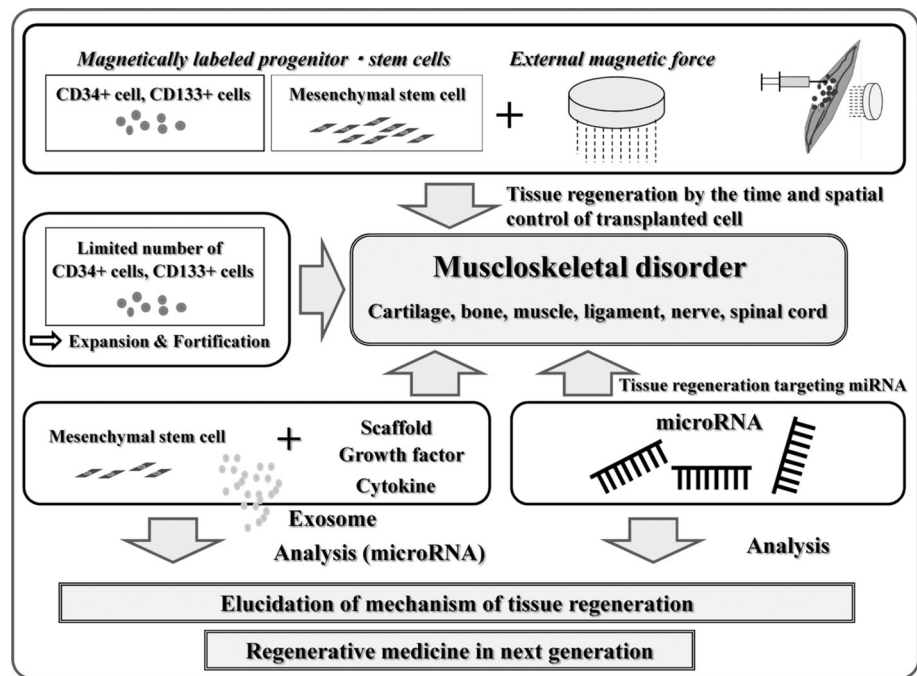 Magnetically labeled progenitor・stem cells
External magnetic force
CD34+ cell, CD133+ cells
Mesenchymal stem cell
+
Tissue regeneration by the time and spatial
control of transplanted cell
Limited number of
CD34+ cells, CD133+ cells
Expansion & Fortification
Muscloskeletal disorder
Cartilage, bone, muscle, ligament, nerve, spinal cord
Tissue regeneration targeting miRNA
Mesenchymal stem cell
+
Scaffold
Growth factor
Cytokine
Exosome
microRNA
Analysis (microRNA)
Analysis
Elucidation of mechanism of tissue regeneration
Regenerative medicine in next generation